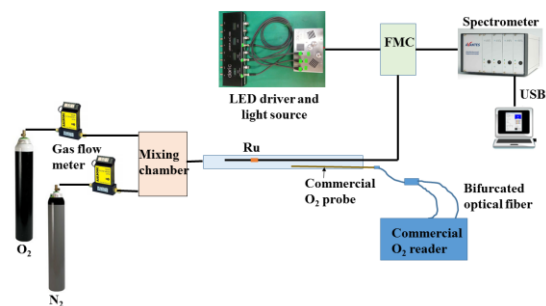 Spectrometer
FMC
LED driver and
light source
USB
Gas flow
meter
Mixing
chamber
Ru
Commercial
O₂ probe
Bifurcated
optical fiber
Commercial
O₂ reader
O₂
N₂